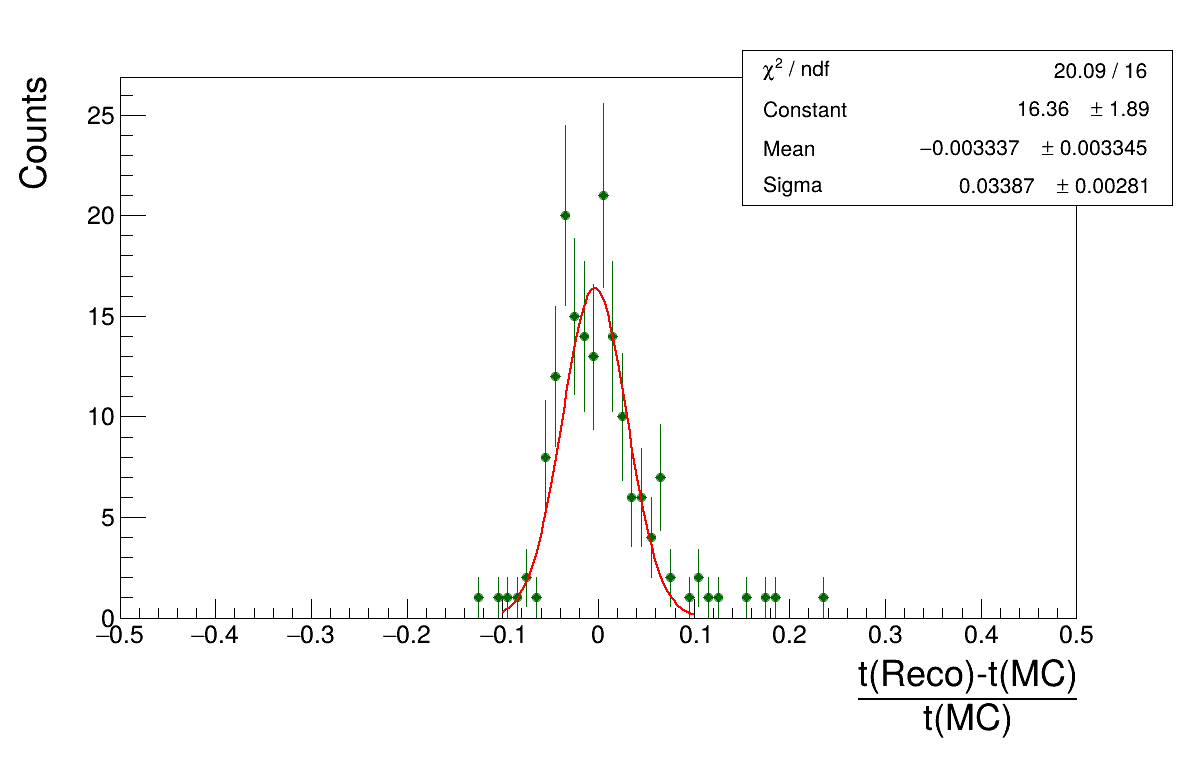 χ² / ndf 20.09 / 16
Constant 16.36 ± 1.89
Mean −0.003337 ± 0.003345
Sigma 0.03387 ± 0.00281
Counts
25
20
15
10
5
0
−0.5 −0.4 −0.3 −0.2 −0.1 0 0.1 0.2 0.3 0.4 0.5
t(Reco)-t(MC)
t(MC)